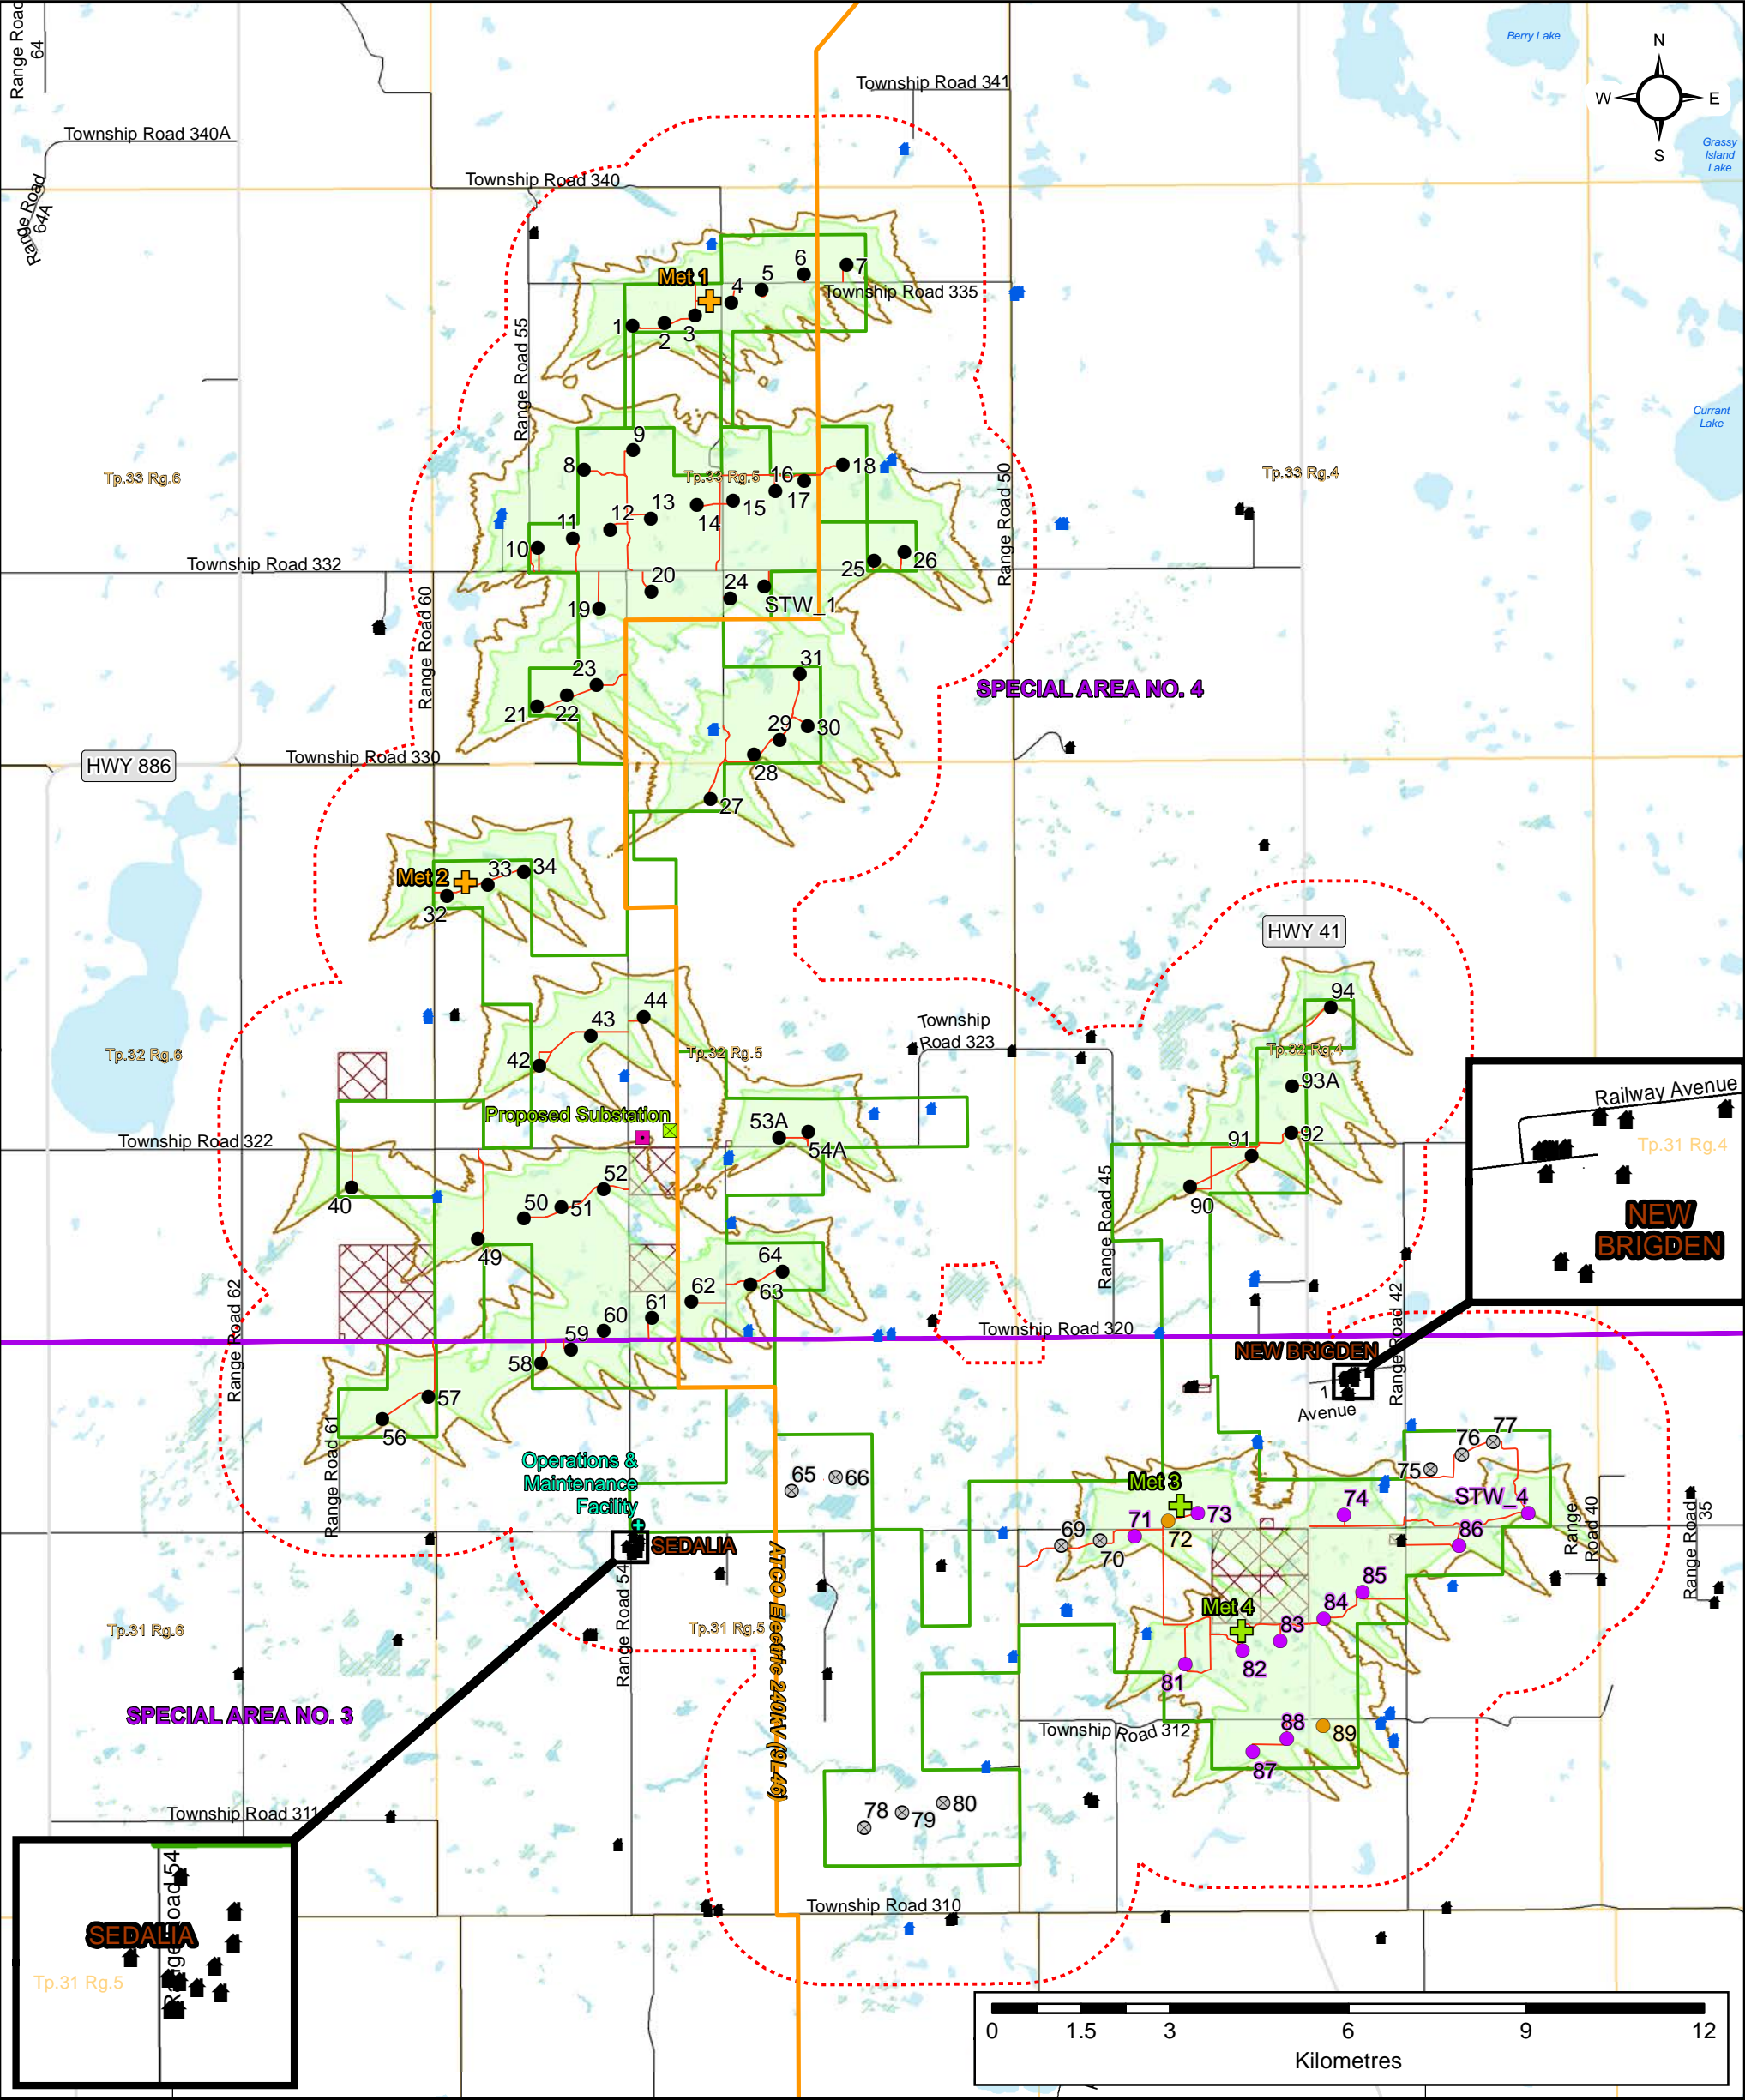 Range Road
64
Berry Lake
N
W
E
S
Township Road 341
Township Road 340A
Grassy
Island
Lake
Range Road
64A
Township Road 340
6
7
5
Met 1
4
Township Road 335
1
2
3
Range Road 55
Currant
Lake
9
8
Tp.33 Rg.6
Tp.33 Rg.5
16
18
Tp.33 Rg.4
Range Road 50
13
12
14
15
17
11
10
25
26
Township Road 332
20
24
STW_1
19
Range Road 60
31
23
SPECIAL AREA NO. 4
21
22
29
30
Township Road 330
HWY 886
28
27
33
34
Met 2
32
HWY 41
94
44
43
Township
Road 323
Tp.32 Rg.6
42
Tp.32 Rg.5
Tp.32 Rg.4
93A
Railway Avenue
Proposed Substation
53A
Township Road 322
54A
91
92
Tp.31 Rg.4
52
Range Road 45
40
50
51
90
NEW
BRIGDEN
49
64
63
62
Range Road 62
61
60
Range Road 42
Township Road 320
59
58
NEW BRIGDEN
57
1
Avenue
56
Range Road 61
Operations &
Maintenance
Facility
65
66
77
76
75
Met 3
STW_4
74
73
71
72
69
70
86
Range
Road 40
Range Road
35
SEDALIA
ATCO Electric 240kV (9L46)
Range Road 54
85
Met 4
84
83
Tp.31 Rg.6
Tp.31 Rg.5
82
81
SPECIAL AREA NO. 3
Township Road 312
88
89
87
Township Road 311
78
79
80
Range Road 54
SEDALIA
Tp.31 Rg.5
Township Road 310
0
1.5
3
6
9
12
Kilometres